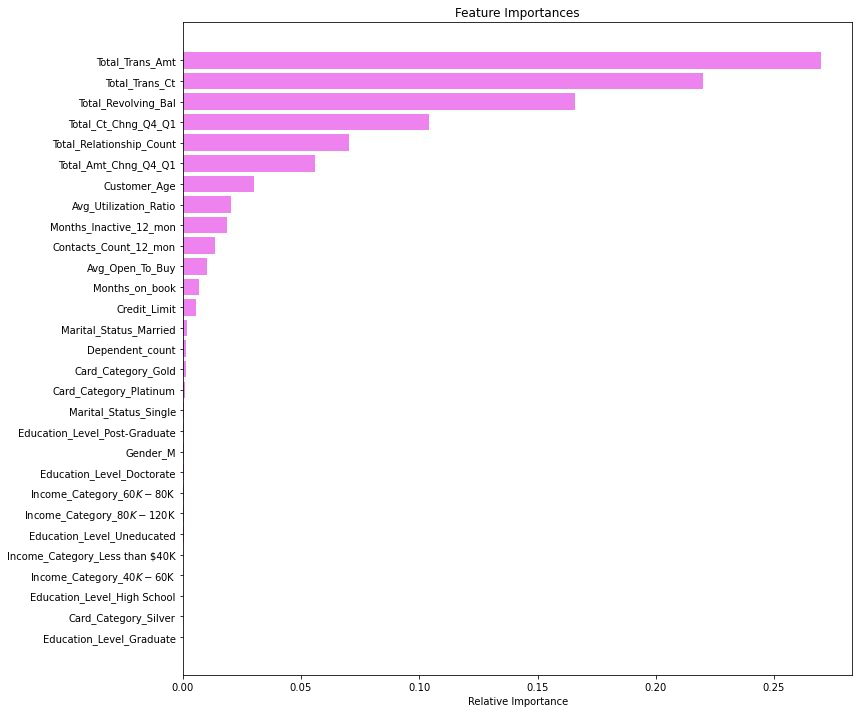 Feature Importances
Total_Trans_Amt
Total_Trans_Ct
Total_Revolving_Bal
Total_Ct_Chng_Q4_Q1
Total_Relationship_Count
Total_Amt_Chng_Q4_Q1
Customer_Age
Avg_Utilization_Ratio
Months_Inactive_12_mon
Contacts_Count_12_mon
Avg_Open_To_Buy
Months_on_book
Credit_Limit
Marital_Status_Married
Dependent_count
Card_Category_Gold
Card_Category_Platinum
Marital_Status_Single
Education_Level_Post-Graduate
Gender_M
Education_Level_Doctorate
Income_Category_60K - 80K
Income_Category_80K - 120K
Education_Level_Uneducated
Income_Category_Less than $40K
Income_Category_40K - 60K
Education_Level_High School
Card_Category_Silver
Education_Level_Graduate
0.00 0.05 0.10 0.15 0.20 0.25
Relative Importance